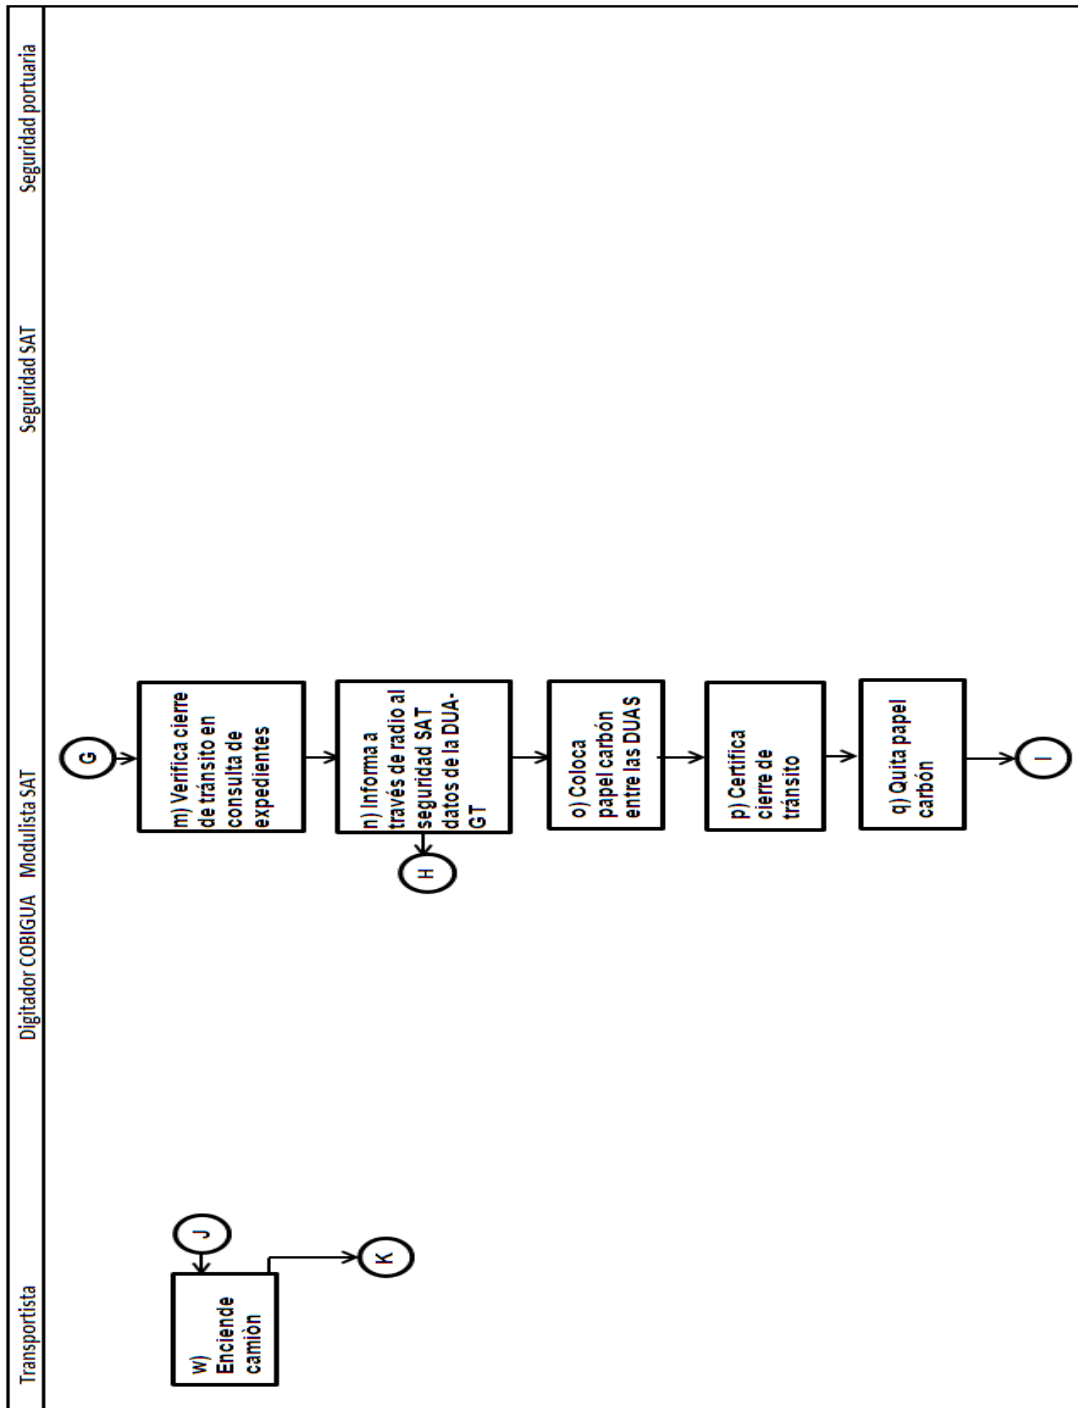 Transportista
Digitador COBIGUA
Modulista SAT
Seguridad SAT
Seguridad portuaria
G
m) Verifica cierre
de tránsito en
consulta de
expedientes
n) Informa a
través de radio al
seguridad SAT
datos de la DUA-
GT
H
o) Coloca
papel carbón
entre las DUAS
p) Certifica
cierre de
tránsito
q) Quita papel
carbón
I
J
w)
Enciende
camiòn
K